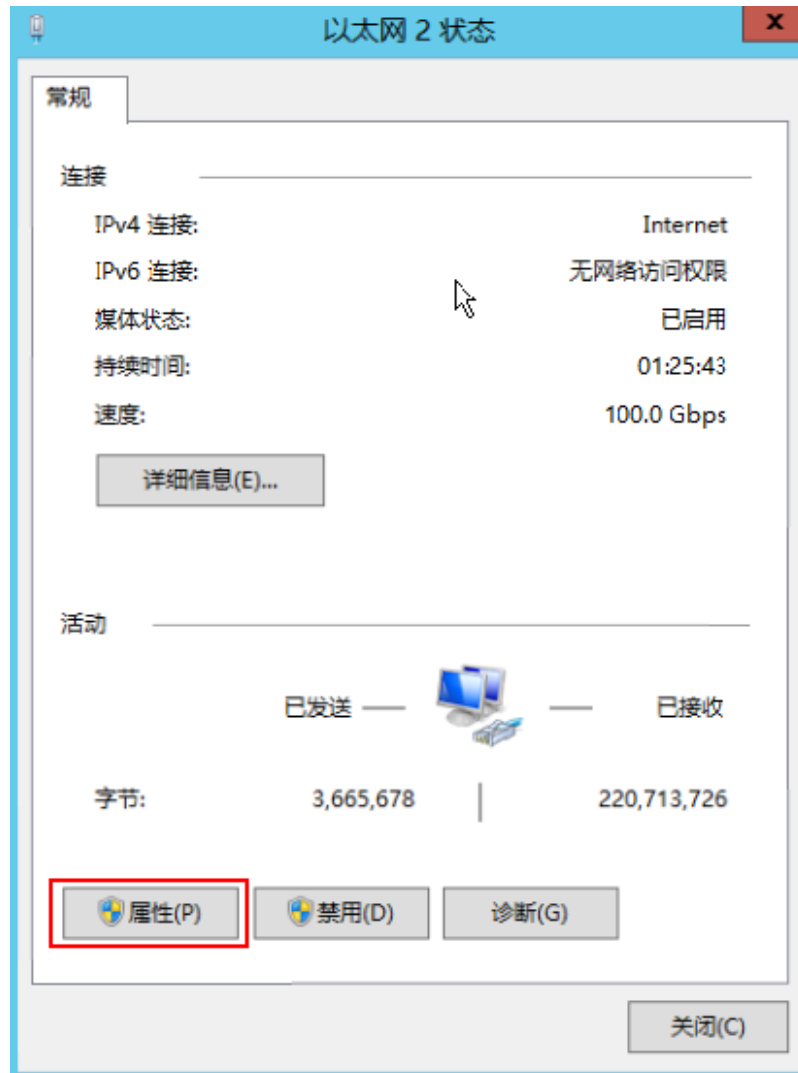 以太网 2 状态
常规
连接
IPv4 连接: Internet
IPv6 连接: 无网络访问权限
媒体状态: 已启用
持续时间: 01:25:43
速度: 100.0 Gbps
详细信息(E)...
活动
已发送 已接收
字节: 3,665,678 220,713,726
属性(P) 禁用(D) 诊断(G)
关闭(C)